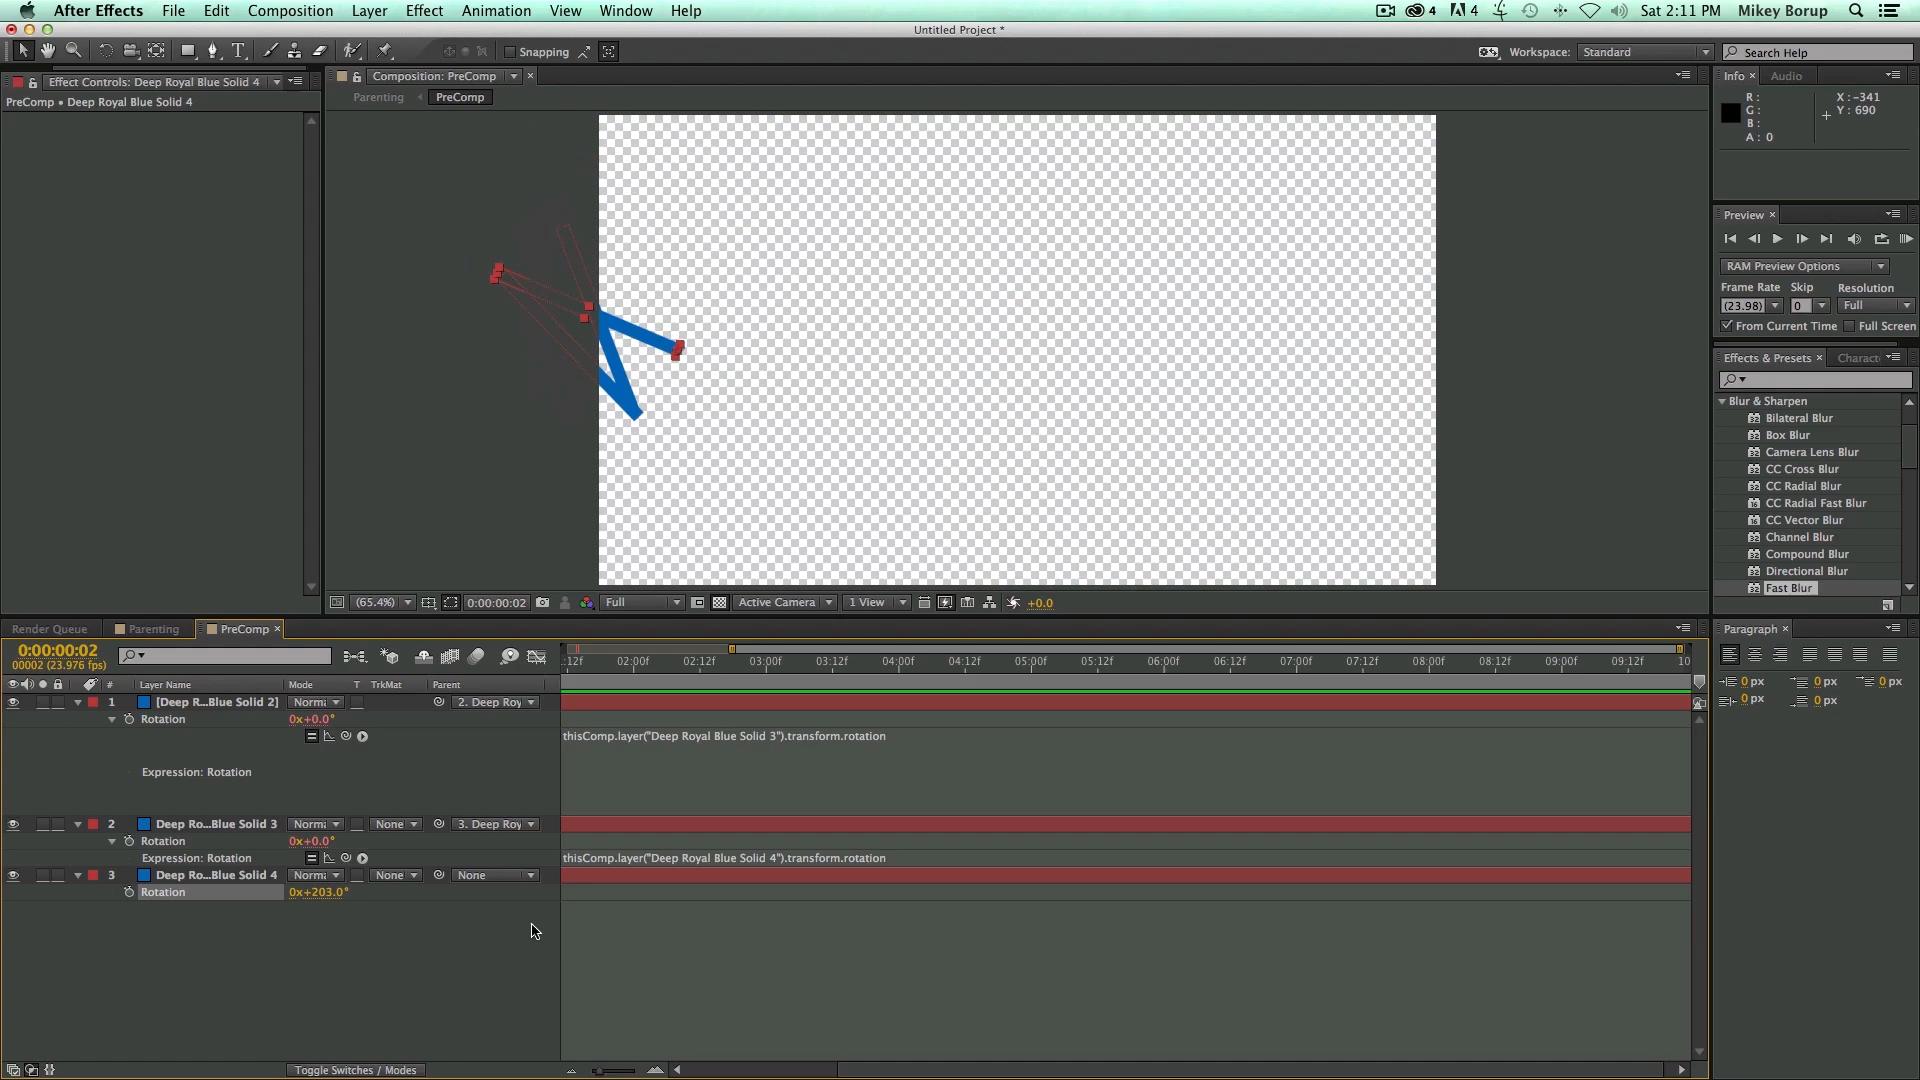 After Effects File Edit Composition Layer Effect Animation View Window Help 4 4 Sat 2:11 PM Mikey Borup
Untitled Project *
Snapping Workspace: Standard Search Help
Effect Controls: Deep Royal Blue Solid 4
PreComp • Deep Royal Blue Solid 4
Composition: PreComp
Parenting PreComp
Info Audio
R:
G:
B:
A: 0
X: -341
Y: 690
Preview
RAM Preview Options
Frame Rate Skip Resolution
(23.98) 0 Full
From Current Time Full Screen
Effects & Presets Charact
Blur & Sharpen
Bilateral Blur
Box Blur
Camera Lens Blur
CC Cross Blur
CC Radial Blur
CC Radial Fast Blur
CC Vector Blur
Channel Blur
Compound Blur
Directional Blur
Fast Blur
(65.4%) 0:00:00:02 Full Active Camera 1 View +0.0
Render Queue Parenting PreComp
0:00:00:02
00002 (23.976 fps)
:12f 02:00f 02:12f 03:00f 03:12f 04:00f 04:12f 05:00f 05:12f 06:00f 06:12f 07:00f 07:12f 08:00f 08:12f 09:00f 09:12f 10
# Layer Name Mode T TrkMat Parent
1 [Deep R...Blue Solid 2] Norma 2. Deep Roy
Rotation 0x+0.0°
thisComp.layer("Deep Royal Blue Solid 3").transform.rotation
Expression: Rotation
2 Deep Ro...Blue Solid 3 Norma None 3. Deep Roy
Rotation 0x+0.0°
Expression: Rotation thisComp.layer("Deep Royal Blue Solid 4").transform.rotation
3 Deep Ro...Blue Solid 4 Norma None None
Rotation 0x+203.0°
Toggle Switches / Modes
Paragraph
0 px 0 px 0 px
0 px 0 px